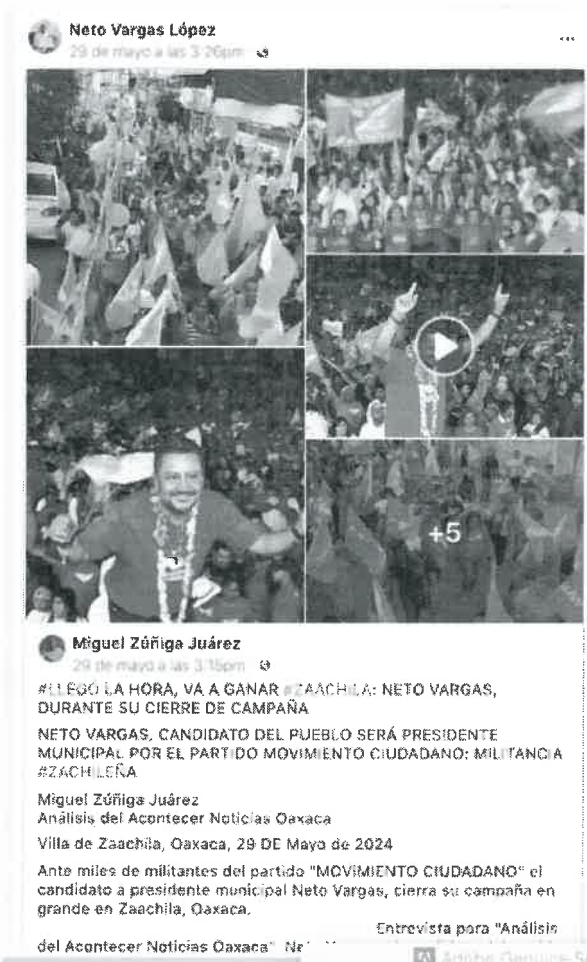 Neto Vargas López
29 de mayo a las 3:26pm
+5
Miguel Zúñiga Juárez
29 de mayo a las 3:15pm
#LLEGÓ LA HORA, VA A GANAR #ZAACHILA: NETO VARGAS,
DURANTE SU CIERRE DE CAMPAÑA
NETO VARGAS, CANDIDATO DEL PUEBLO SERÁ PRESIDENTE
MUNICIPAL POR EL PARTIDO MOVIMIENTO CIUDADANO: MILITANCIA
#ZACHILEÑA
Miguel Zúñiga Juárez
Análisis del Acontecer Noticias Oaxaca
Villa de Zaachila, Oaxaca, 29 DE Mayo de 2024
Ante miles de militantes del partido "MOVIMIENTO CIUDADANO" el
candidato a presidente municipal Neto Vargas, cierra su campaña en
grande en Zaachila, Oaxaca.
Entrevista para "Análisis
del Acontecer Noticias Oaxaca"
Adobe